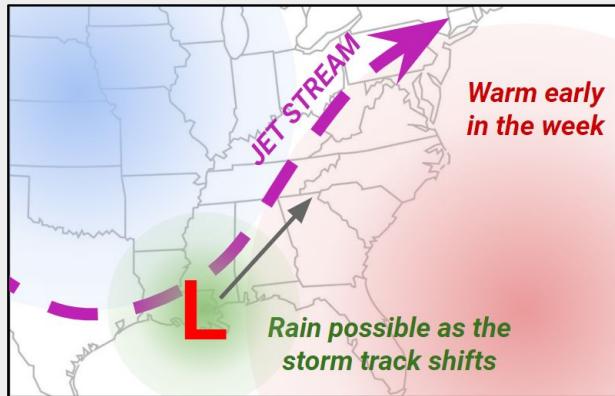 JET STREAM
Warm early
in the week
L
Rain possible as the
storm track shifts